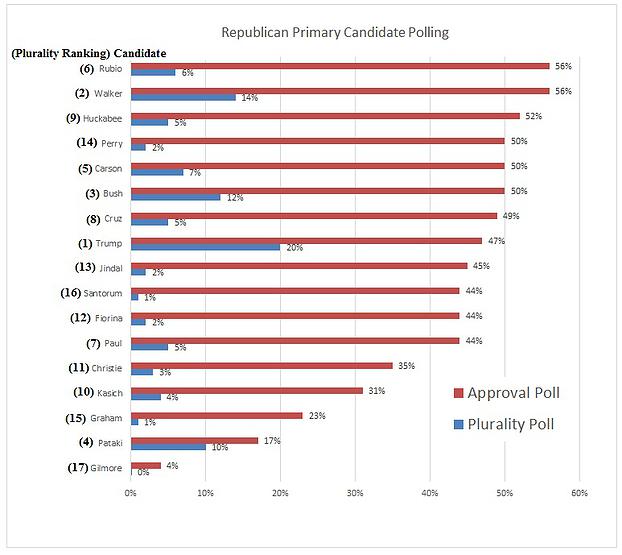 Republican Primary Candidate Polling
(Plurality Ranking) Candidate
(6) Rubio 56%
6%
(2) Walker 56%
14%
(9) Huckabee 52%
5%
(14) Perry 50%
2%
(5) Carson 50%
7%
(3) Bush 50%
12%
(8) Cruz 49%
5%
(1) Trump 47%
20%
(13) Jindal 45%
2%
(16) Santorum 44%
1%
(12) Fiorina 44%
2%
(7) Paul 44%
5%
(11) Christie 35%
3%
(10) Kasich 31%
4%
Approval Poll
(15) Graham 23%
1%
Plurality Poll
(4) Pataki 17%
10%
(17) Gilmore 4%
0%
0% 10% 20% 30% 40% 50% 60%